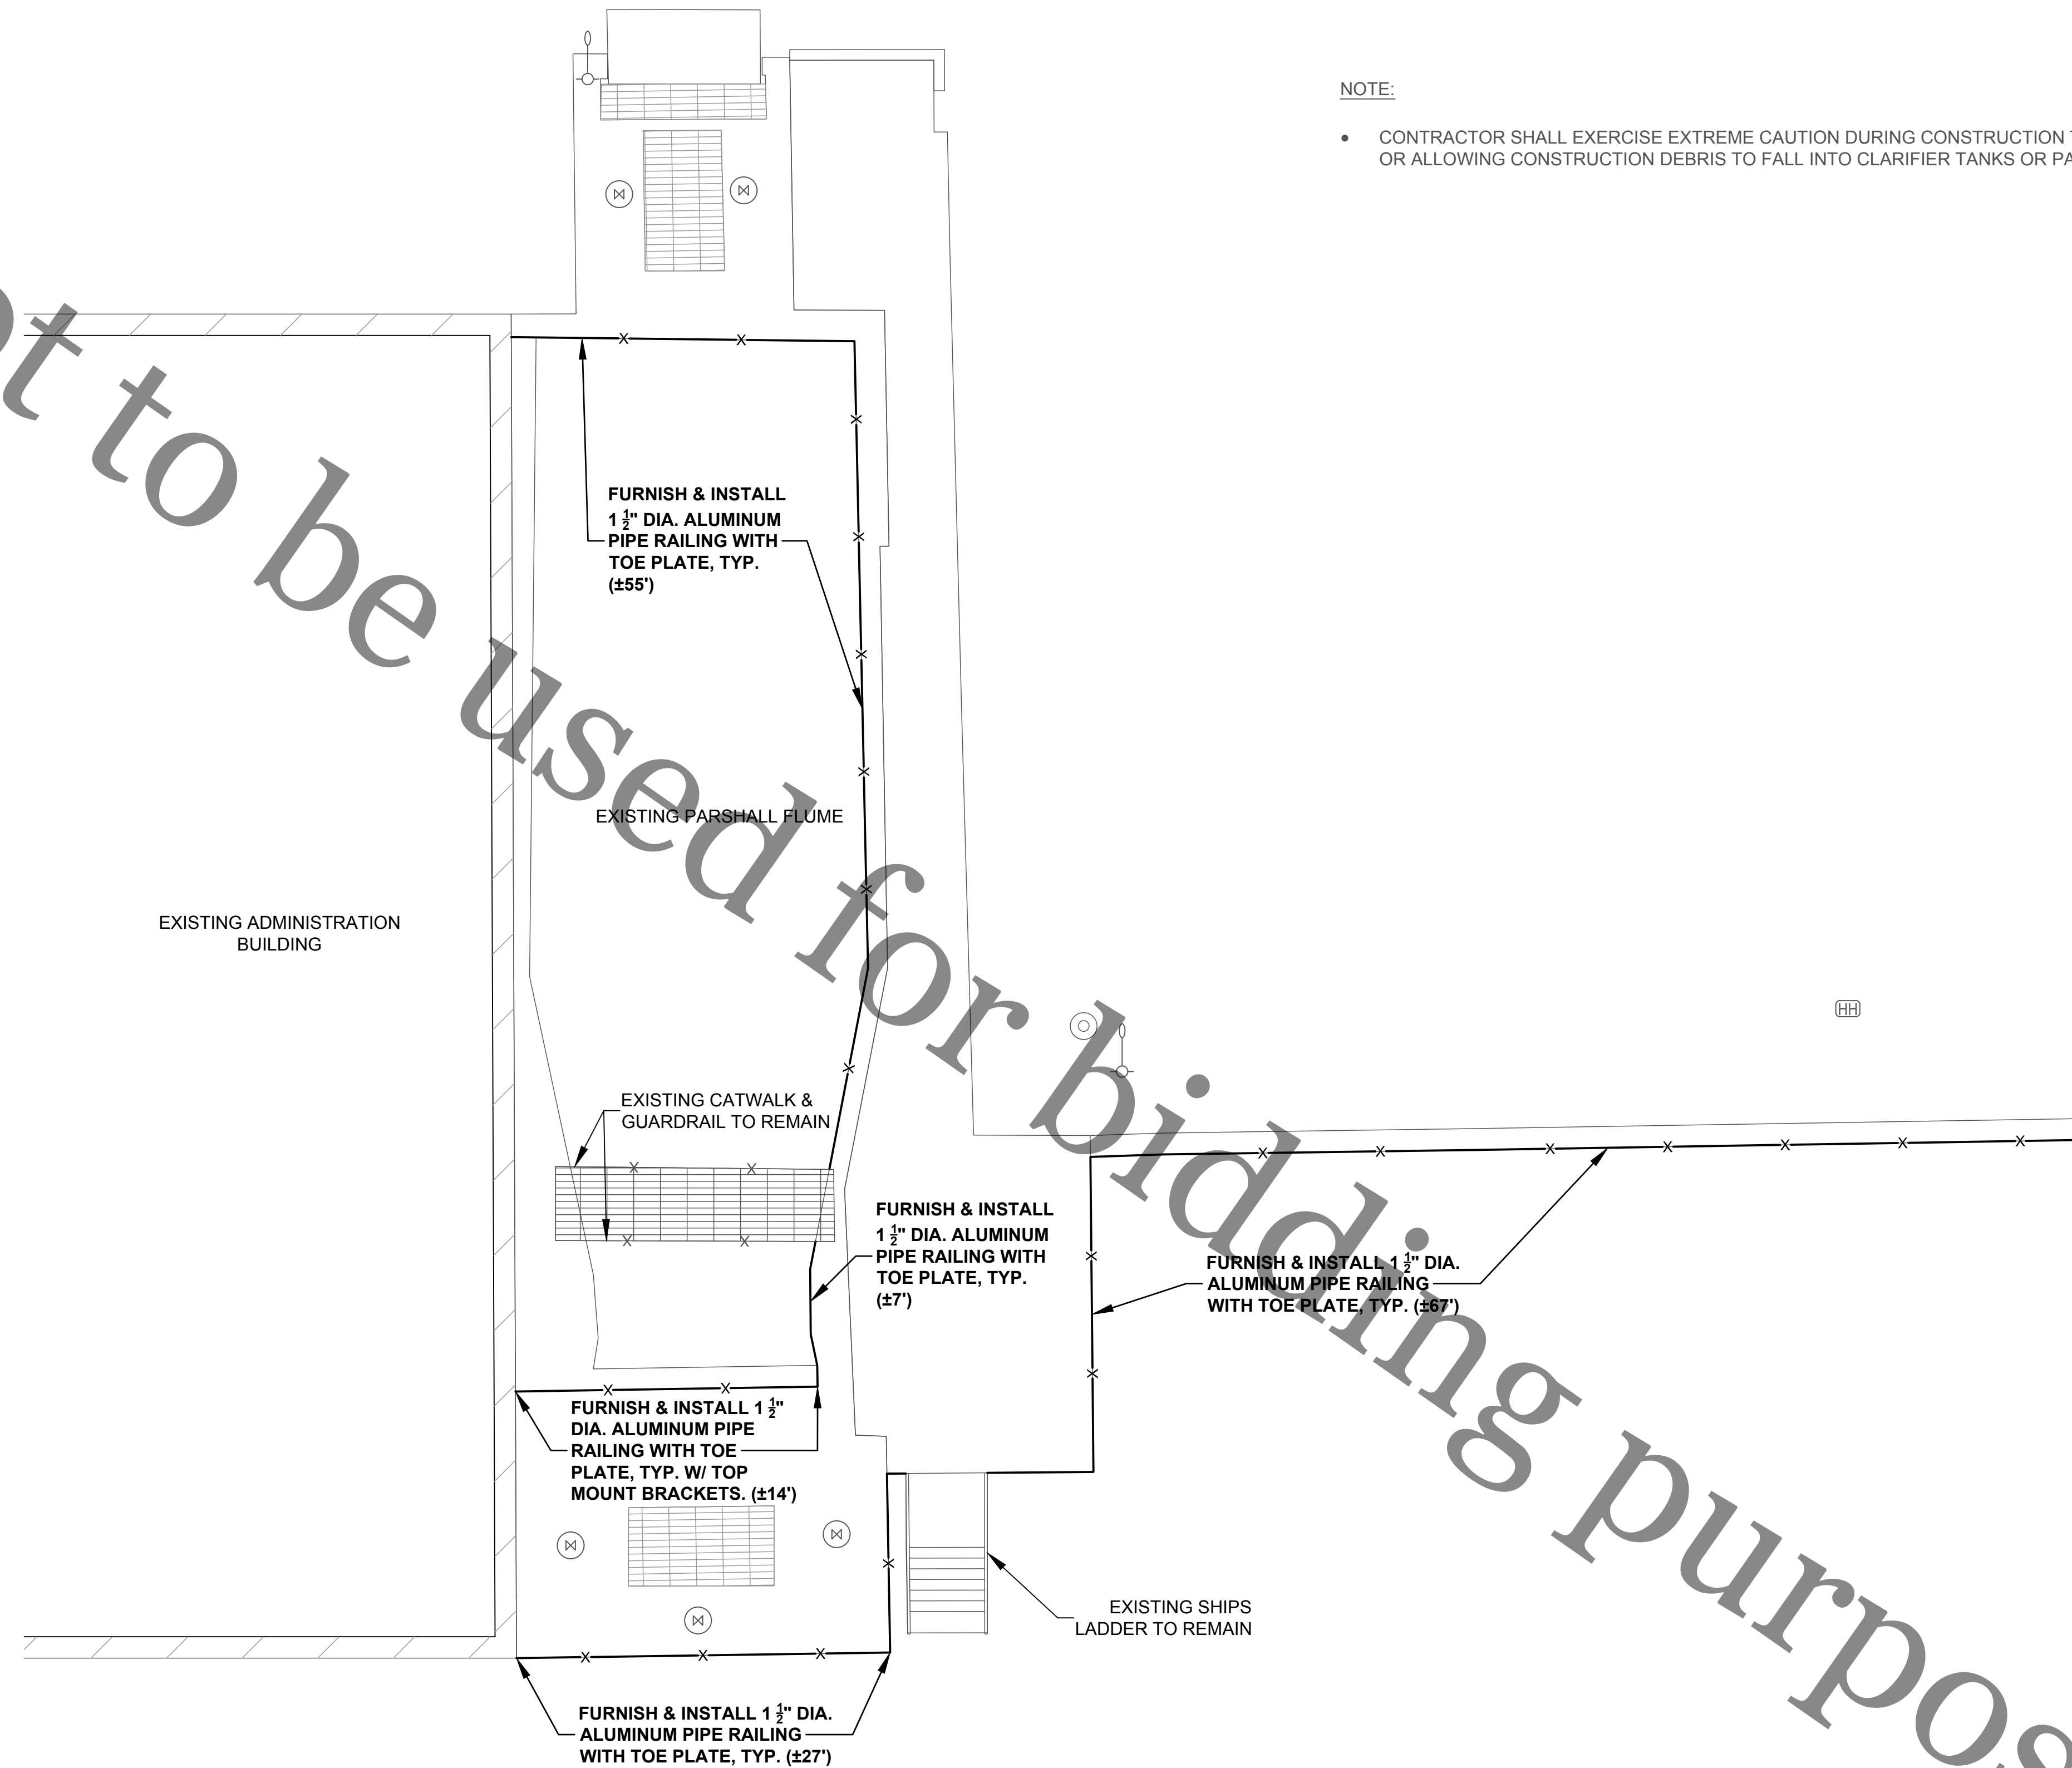 NOTE:
● CONTRACTOR SHALL EXERCISE EXTREME CAUTION DURING CONSTRUCTION
OR ALLOWING CONSTRUCTION DEBRIS TO FALL INTO CLARIFIER TANKS OR
FURNISH & INSTALL
1 1/2" DIA. ALUMINUM
PIPE RAILING WITH
TOE PLATE, TYP.
(±55')
EXISTING PARSHALL FLUME
EXISTING ADMINISTRATION
BUILDING
HH
EXISTING CATWALK &
GUARDRAIL TO REMAIN
FURNISH & INSTALL
1 1/2" DIA. ALUMINUM
PIPE RAILING WITH
TOE PLATE, TYP.
(±7')
FURNISH & INSTALL 1 1/2" DIA.
ALUMINUM PIPE RAILING
WITH TOE PLATE, TYP. (±67')
FURNISH & INSTALL 1 1/2"
DIA. ALUMINUM PIPE
RAILING WITH TOE
PLATE, TYP. W/ TOP
MOUNT BRACKETS. (±14')
EXISTING SHIPS
LADDER TO REMAIN
FURNISH & INSTALL 1 1/2" DIA.
ALUMINUM PIPE RAILING
WITH TOE PLATE, TYP. (±27')
to be used for bidding